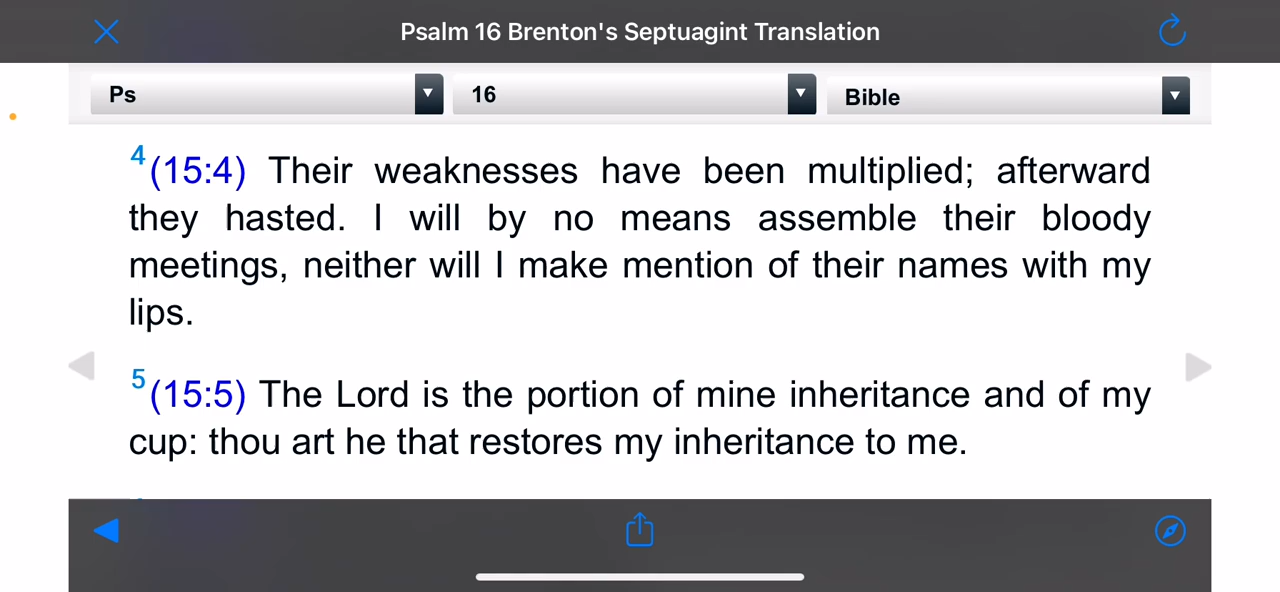 Psalm 16 Brenton's Septuagint Translation
Ps 16 Bible
4 (15:4) Their weaknesses have been multiplied; afterward
they hasted. I will by no means assemble their bloody
meetings, neither will I make mention of their names with my
lips.
5 (15:5) The Lord is the portion of mine inheritance and of my
cup: thou art he that restores my inheritance to me.